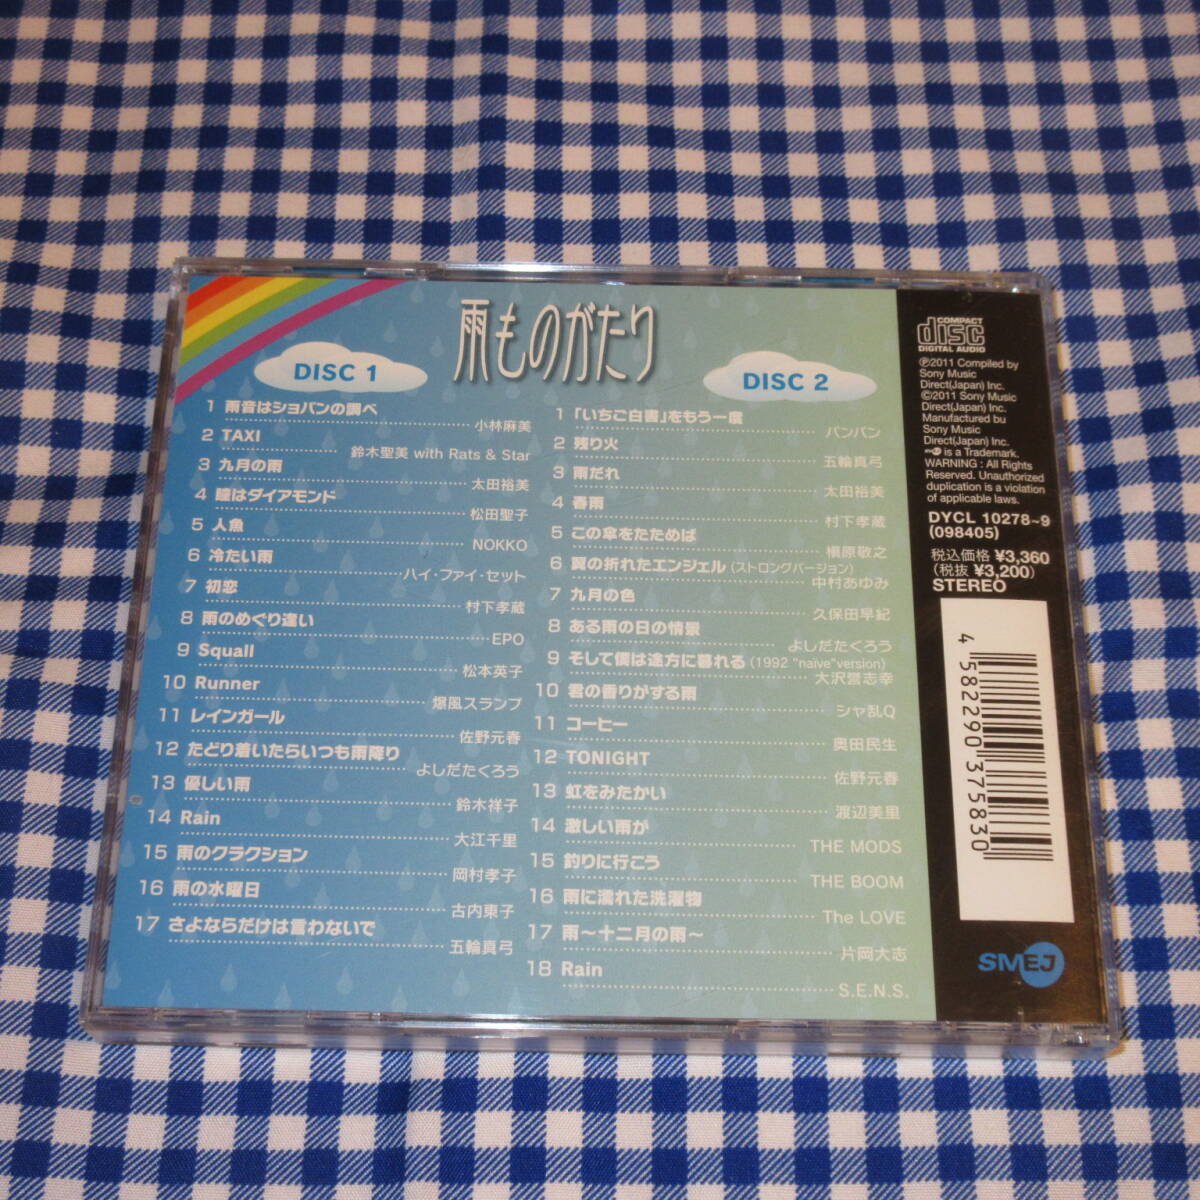 雨ものがたり
DISC 1
1 雨音はショパンの調べ
小林麻美
2 TAXI
鈴木聖美 with Rats & Star
3 九月の雨
太田裕美
4 瞳はダイアモンド
松田聖子
5 人魚
NOKKO
6 冷たい雨
ハイ・ファイ・セット
7 初恋
村下孝蔵
8 雨のめぐり逢い
EPO
9 Squall
松本英子
10 Runner
爆風スランプ
11 レインガール
佐野元春
12 たどり着いたらいつも雨降り
よしだたくろう
13 優しい雨
鈴木祥子
14 Rain
大江千里
15 雨のクラクション
岡村孝子
16 雨の水曜日
古内東子
17 さよならだけは言わないで
五輪真弓
DISC 2
1 「いちご白書」をもう一度
バンバン
2 残り火
五輪真弓
3 雨だれ
太田裕美
4 春雨
村下孝蔵
5 この傘をたためば
槇原敬之
6 翼の折れたエンジェル (ストロングバージョン)
中村あゆみ
7 九月の色
久保田早紀
8 ある雨の日の情景
よしだたくろう
9 そして僕は途方に暮れる (1992 "naïve"version)
大沢誉志幸
10 君の香りがする雨
シャ乱Q
11 コーヒー
奥田民生
12 TONIGHT
佐野元春
13 虹をみたかい
渡辺美里
14 激しい雨が
THE MODS
15 釣りに行こう
THE BOOM
16 雨に濡れた洗濯物
The LOVE
17 雨〜十二月の雨〜
片岡大志
18 Rain
S.E.N.S.
COMPACT
disc
DIGITAL AUDIO
Ⓟ2011 Compiled by
Sony Music
Direct(Japan) Inc.
©2011 Sony Music
Direct(Japan) Inc.
Manufactured by
Sony Music
Direct(Japan) Inc.
is a Trademark.
WARNING : All Rights
Reserved. Unauthorized
duplication is a violation
of applicable laws.
DYCL 10278~9
(098405)
税込価格 ¥3,360
(税抜 ¥3,200)
STEREO
4 582290 375830
SMEJ